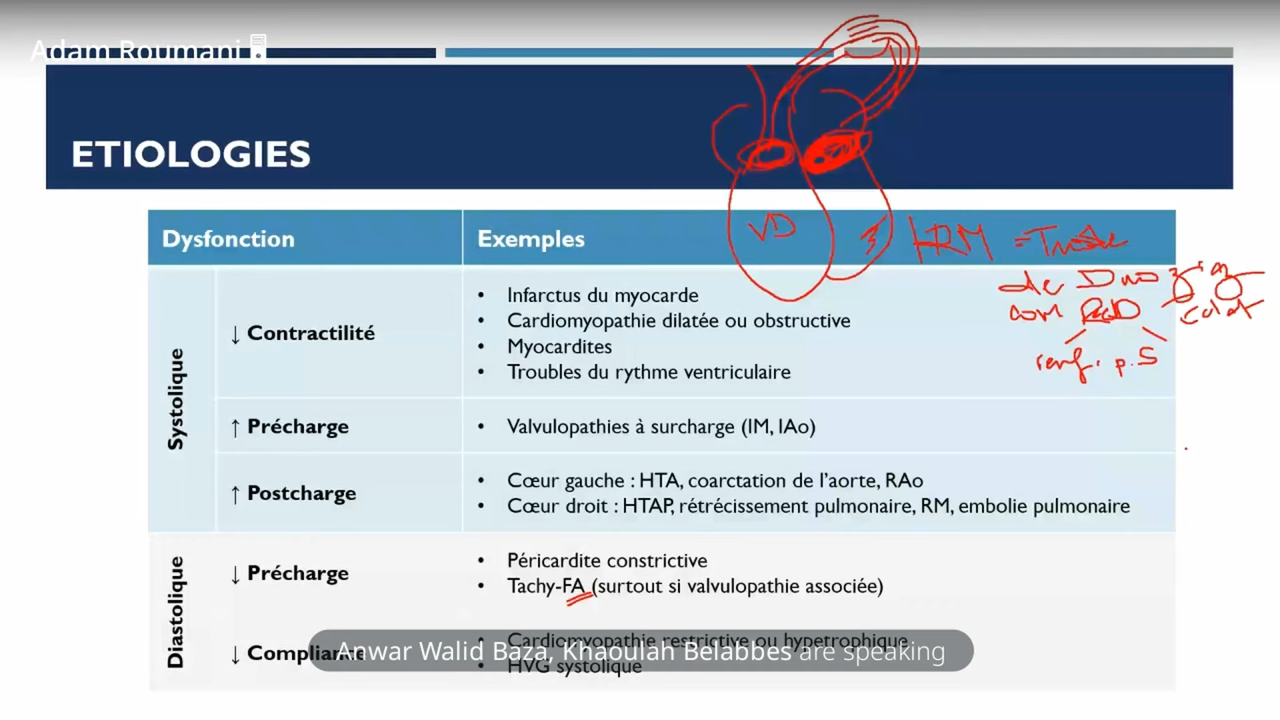 Adam Roumani
ETIOLOGIES
Dysfonction
Exemples
Systolique
↓ Contractilité
• Infarctus du myocarde
• Cardiomyopathie dilatée ou obstructive
• Myocardites
• Troubles du rythme ventriculaire
↑ Précharge
• Valvulopathies à surcharge (IM, IAo)
↑ Postcharge
• Cœur gauche : HTA, coarctation de l'aorte, RAo
• Cœur droit : HTAP, rétrécissement pulmonaire, RM, embolie pulmonaire
Diastolique
↓ Précharge
• Péricardite constrictive
• Tachy-FA (surtout si valvulopathie associée)
↓ Compliante
• Cardiomyopathie restrictive ou hypetrophique
• HVG systolique
Anwar Walid Baza, Khaoulah Belabbes are speaking
VD
de
p. S